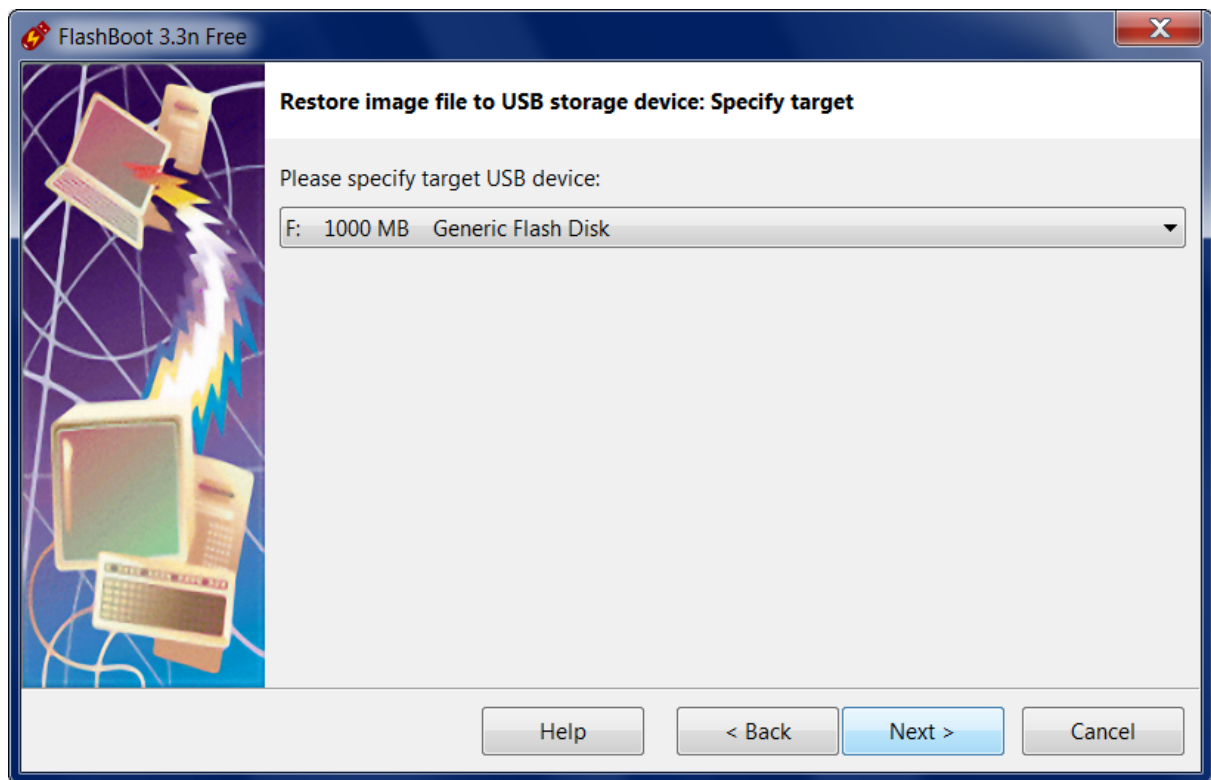 FlashBoot 3.3n Free
X
Restore image file to USB storage device: Specify target
Please specify target USB device:
F: 1000 MB Generic Flash Disk
Help < Back Next > Cancel